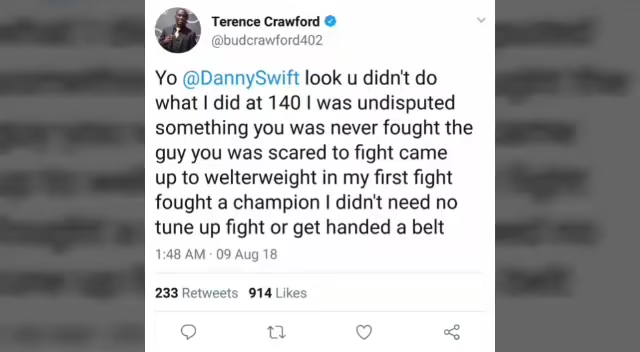 Terence Crawford
@budcrawford402
Yo @DannySwift look u didn't do
what I did at 140 I was undisputed
something you was never fought the
guy you was scared to fight came
up to welterweight in my first fight
fought a champion I didn't need no
tune up fight or get handed a belt
1:48 AM · 09 Aug 18
233 Retweets 914 Likes